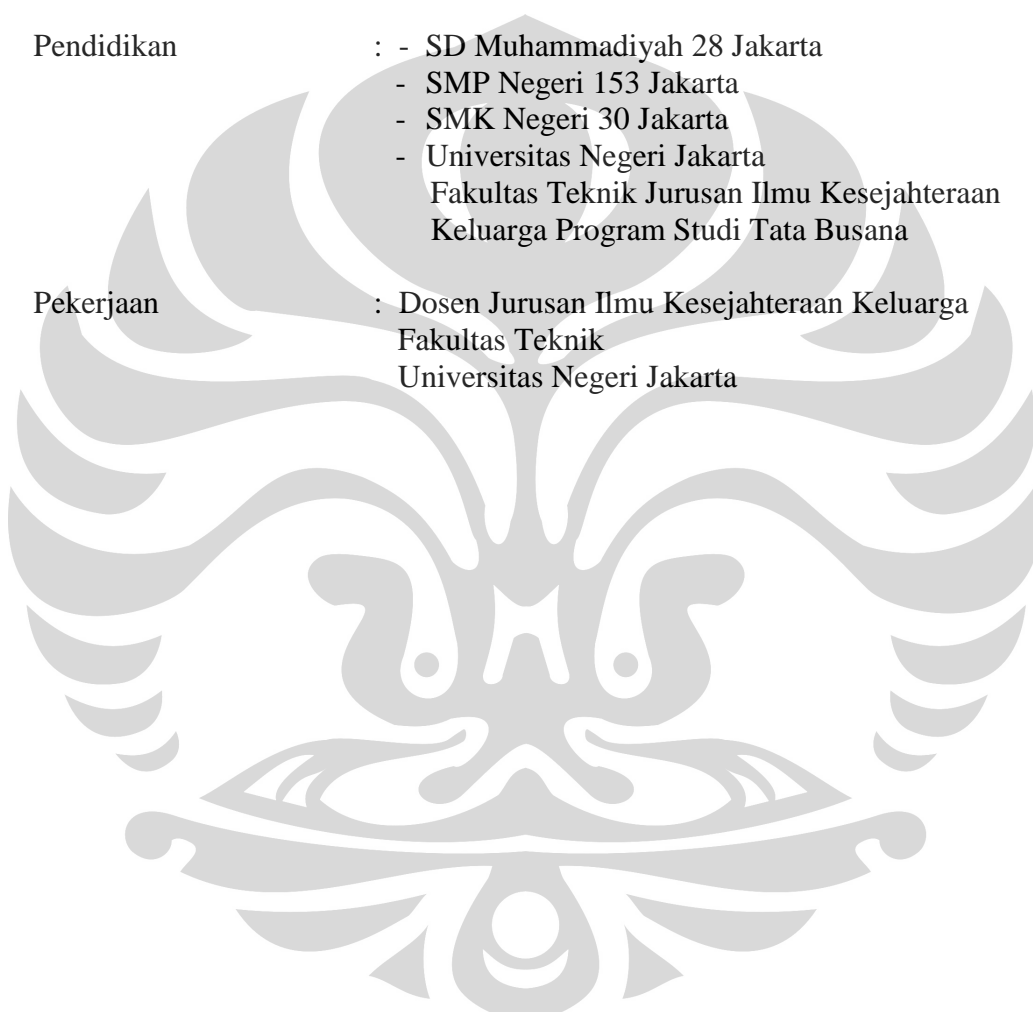 Pendidikan : - SD Muhammadiyah 28 Jakarta
- SMP Negeri 153 Jakarta
- SMK Negeri 30 Jakarta
- Universitas Negeri Jakarta
Fakultas Teknik Jurusan Ilmu Kesejahteraan
Keluarga Program Studi Tata Busana
Pekerjaan : Dosen Jurusan Ilmu Kesejahteraan Keluarga
Fakultas Teknik
Universitas Negeri Jakarta